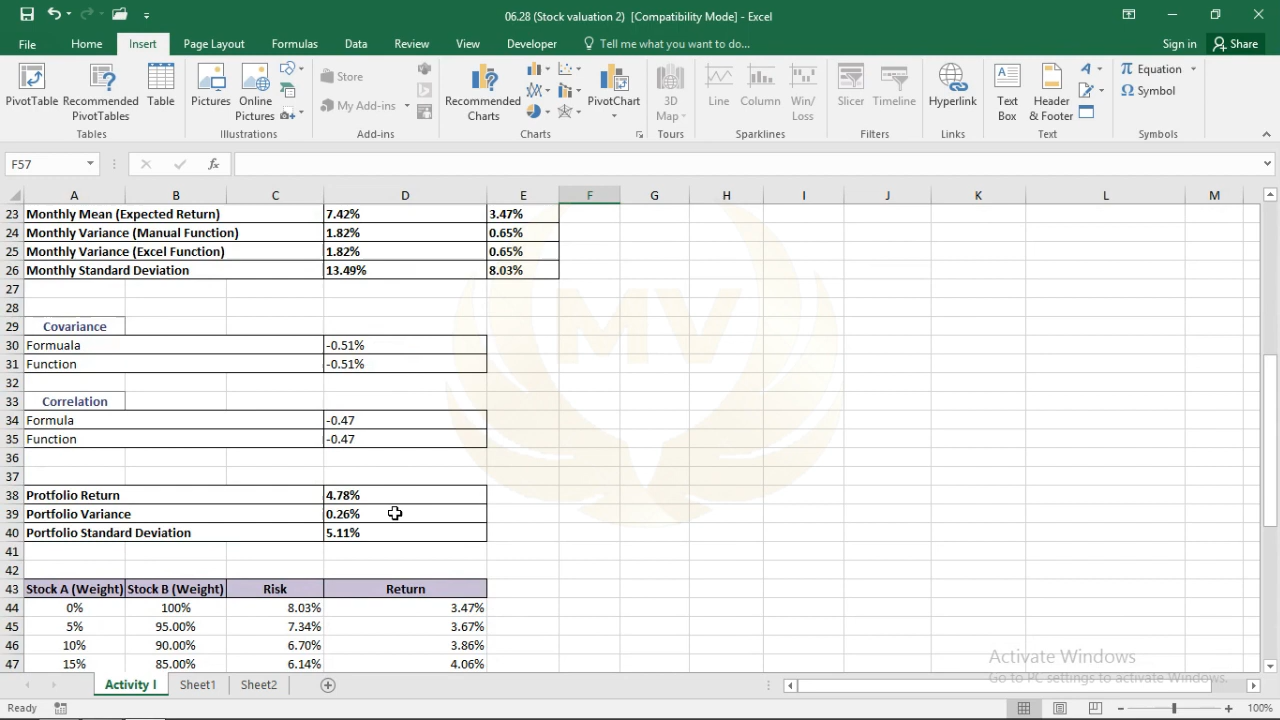 06.28 (Stock valuation 2) [Compatibility Mode] - Excel
File Home Insert Page Layout Formulas Data Review View Developer Tell me what you want to do... Sign in Share
PivotTable Recommended PivotTables Table Pictures Online Pictures Store My Add-ins Recommended Charts PivotChart 3D Map Line Column Win/Loss Slicer Timeline Hyperlink Text Box Header & Footer Equation Symbol
Tables Illustrations Add-ins Charts Tours Sparklines Filters Links Text Symbols
F57 fx
A B C D E F G H I J K L M
23 Monthly Mean (Expected Return) 7.42% 3.47%
24 Monthly Variance (Manual Function) 1.82% 0.65%
25 Monthly Variance (Excel Function) 1.82% 0.65%
26 Monthly Standard Deviation 13.49% 8.03%
27
28
29 Covariance
30 Formuala -0.51%
31 Function -0.51%
32
33 Correlation
34 Formula -0.47
35 Function -0.47
36
37
38 Protfolio Return 4.78%
39 Portfolio Variance 0.26%
40 Portfolio Standard Deviation 5.11%
41
42
43 Stock A (Weight) Stock B (Weight) Risk Return
44 0% 100% 8.03% 3.47%
45 5% 95.00% 7.34% 3.67%
46 10% 90.00% 6.70% 3.86%
47 15% 85.00% 6.14% 4.06%
MV
Activate Windows
Go to PC settings to activate Windows.
Activity I Sheet1 Sheet2
Ready 100%